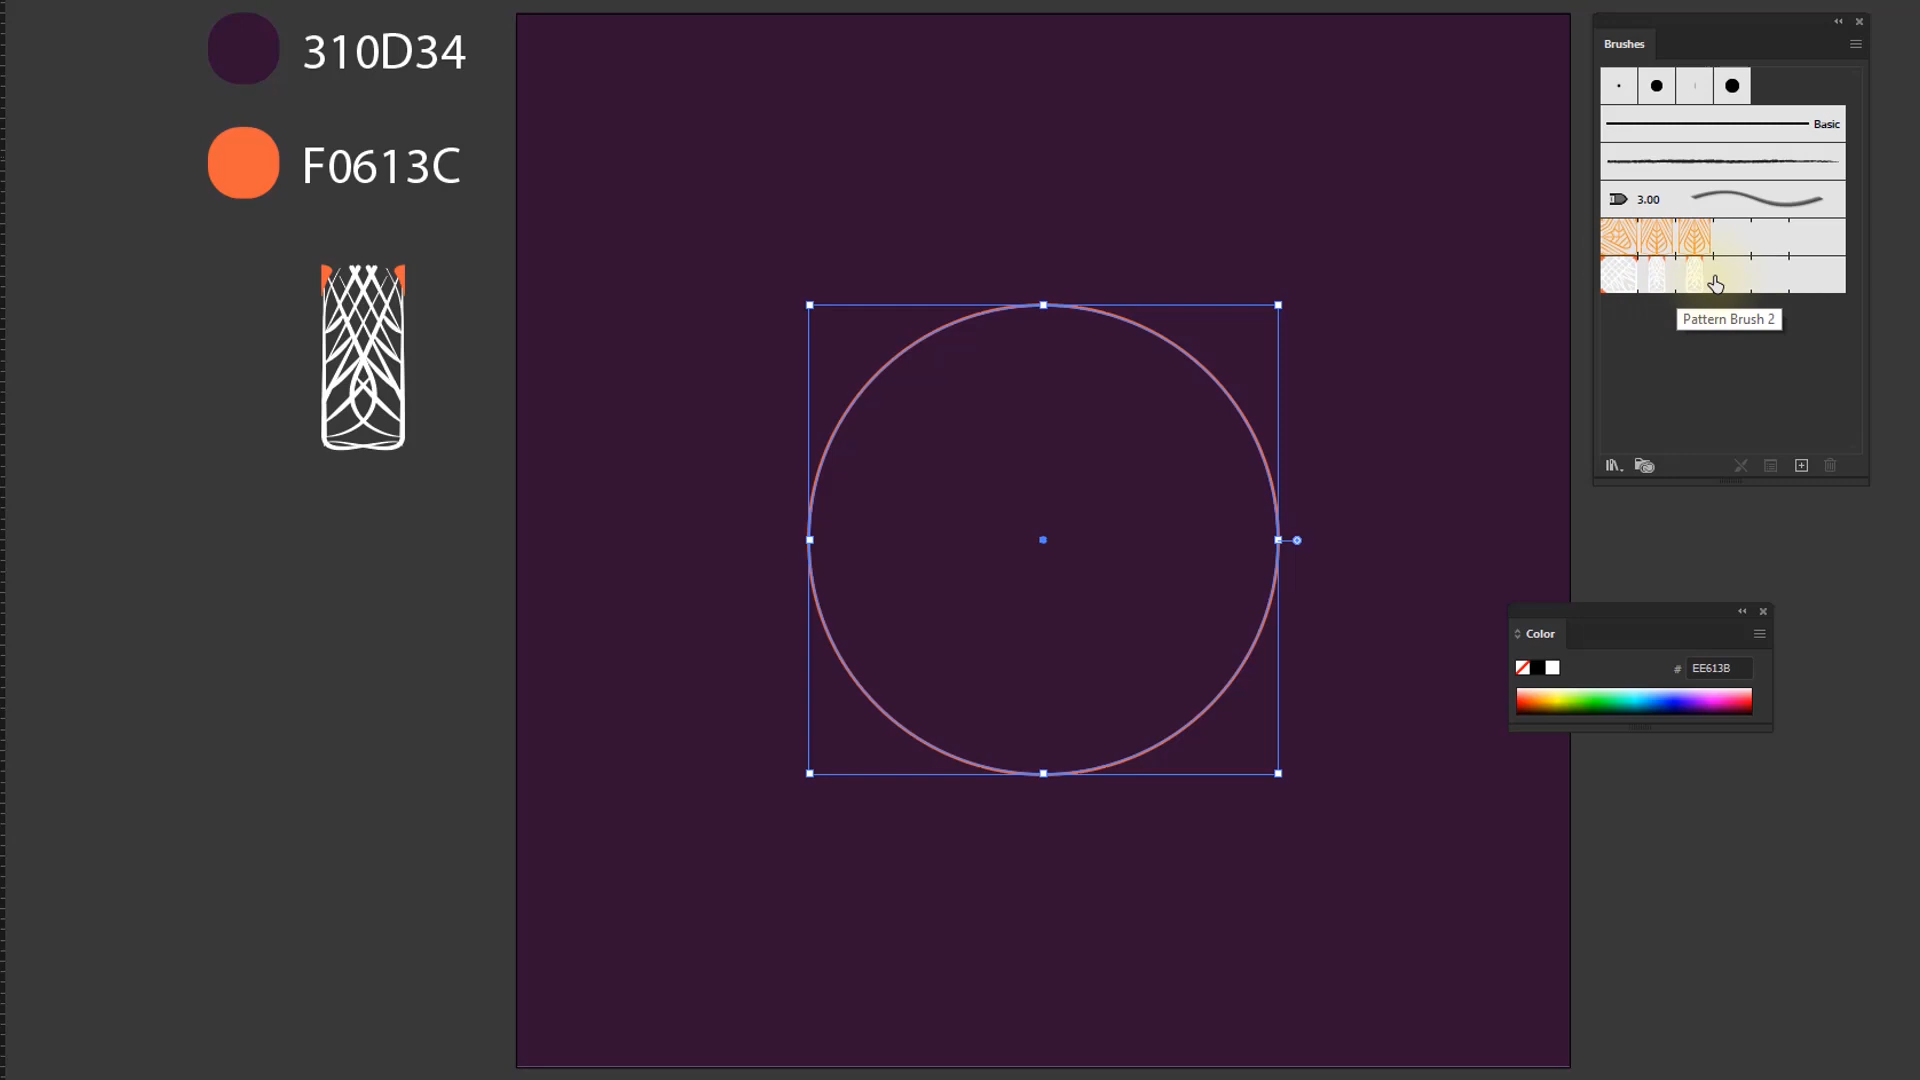 310D34
F0613C
Brushes
Basic
3.00
Pattern Brush 2
Color
# EE613B